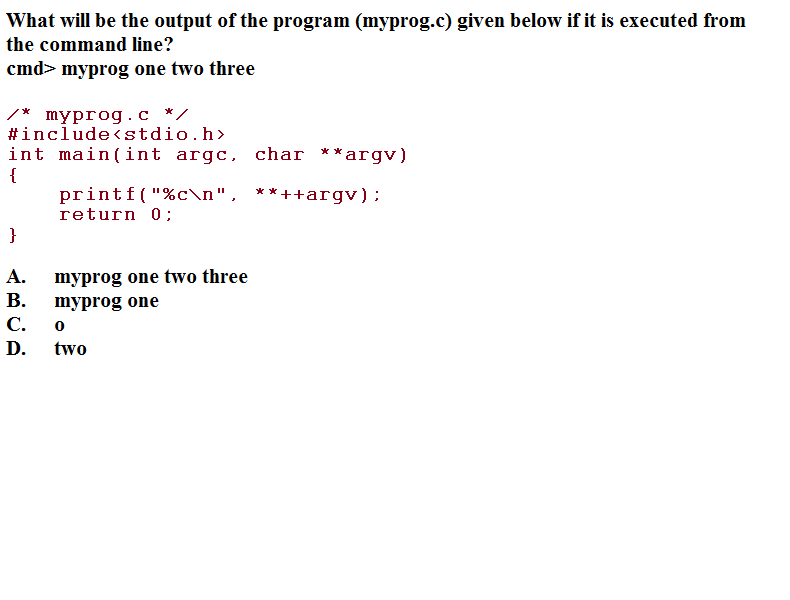 What will be the output of the program (myprog.c) given below if it is executed from
the command line?
cmd> myprog one two three
/* myprog.c */
#include<stdio.h>
int main(int argc, char **argv)
{
    printf("%c\n", **++argv);
    return 0;
}
A. myprog one two three
B. myprog one
C. o
D. two